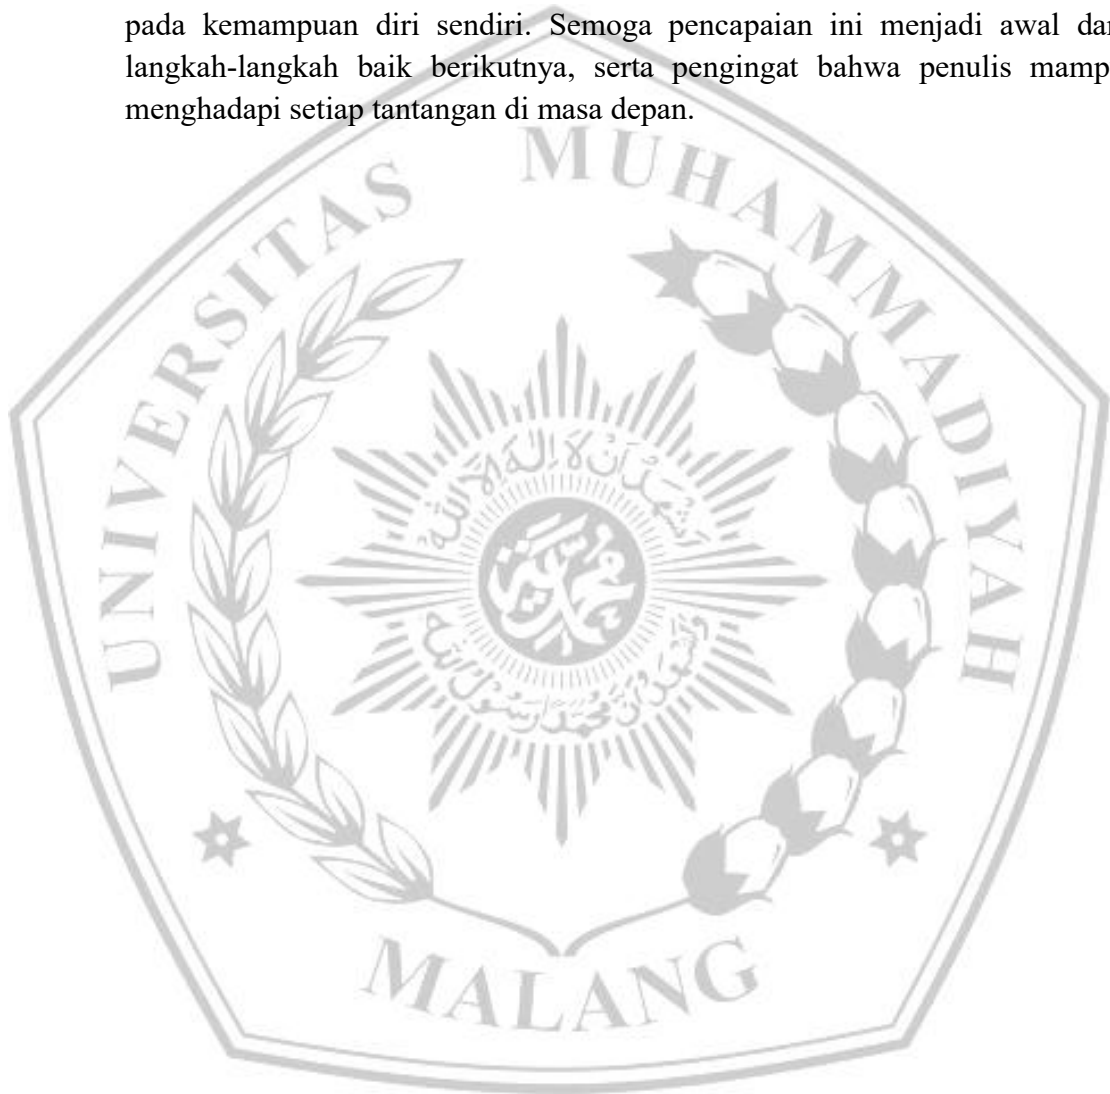 pada kemampuan diri sendiri. Semoga pencapaian ini menjadi awal dar
langkah-langkah baik berikutnya, serta pengingat bahwa penulis mamp
menghadapi setiap tantangan di masa depan.
UNIVERSITAS MUHAMMADIYAH
MALANG